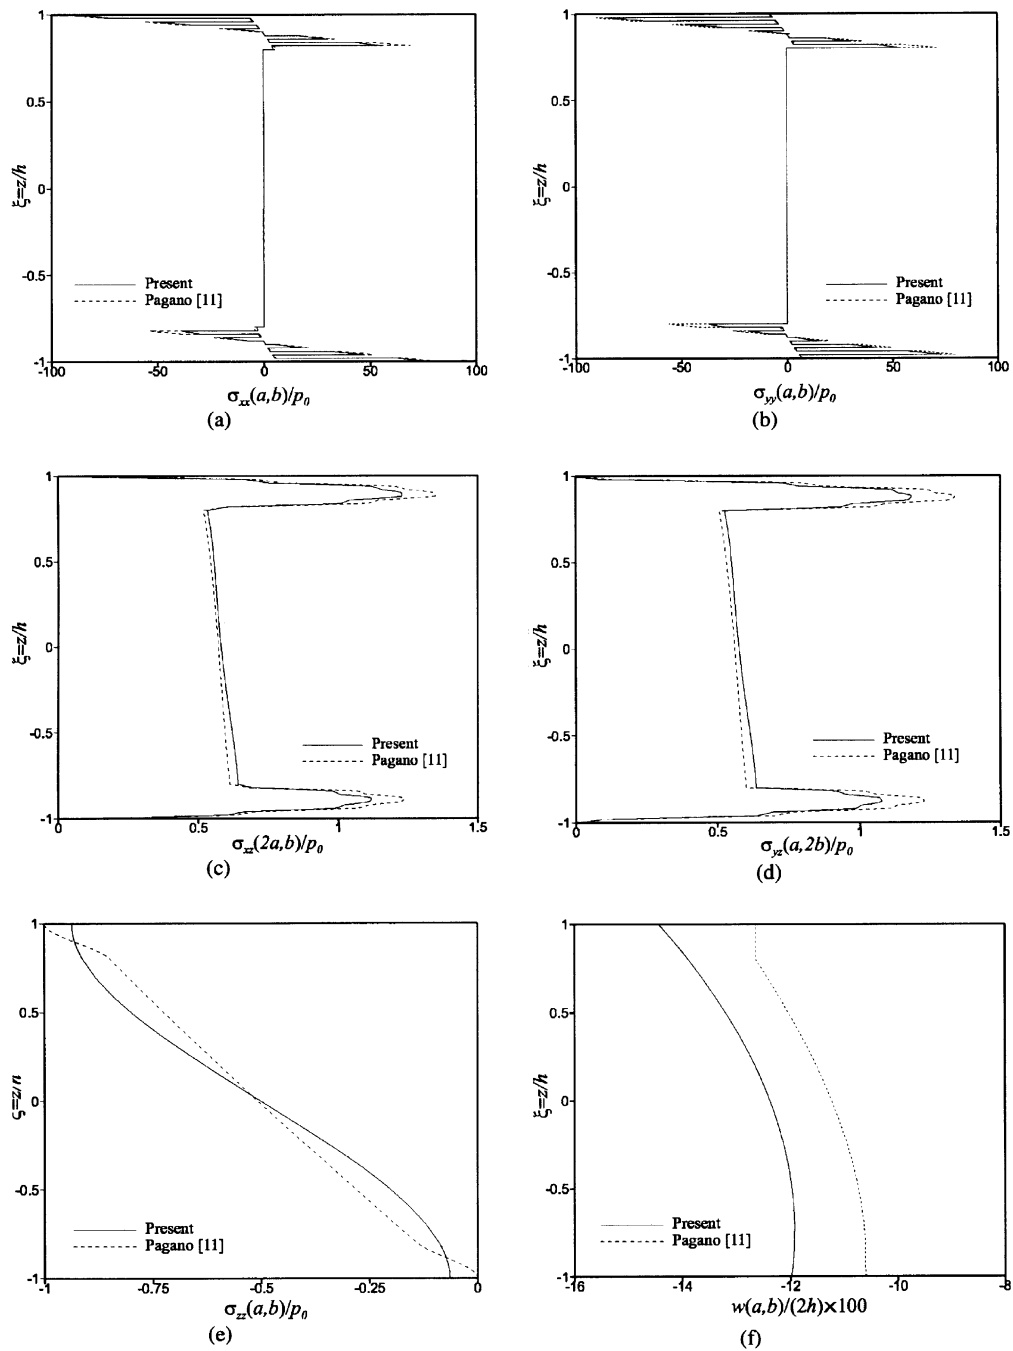 1
0.5
0
-0.5
-1
-100
-50
0
50
100
ξ=z/h
Present
Pagano [11]
σxx(a,b)/p0
(a)
1
0.5
0
-0.5
-1
-100
-50
0
50
100
ξ=z/h
Present
Pagano [11]
σyy(a,b)/p0
(b)
1
0.5
0
-0.5
-1
0
0.5
1
1.5
ξ=z/h
Present
Pagano [11]
σxz(2a,b)/p0
(c)
1
0.5
0
-0.5
-1
0
0.5
1
1.5
ξ=z/h
Present
Pagano [11]
σyz(a,2b)/p0
(d)
1
0.5
0
-0.5
-1
-1
-0.75
-0.5
-0.25
0
Present
Pagano [11]
σzz(a,b)/p0
(e)
1
0.5
0
-0.5
-1
-16
-14
-12
-10
-8
ξ=z/h
Present
Pagano [11]
w(a,b)/(2h)×100
(f)